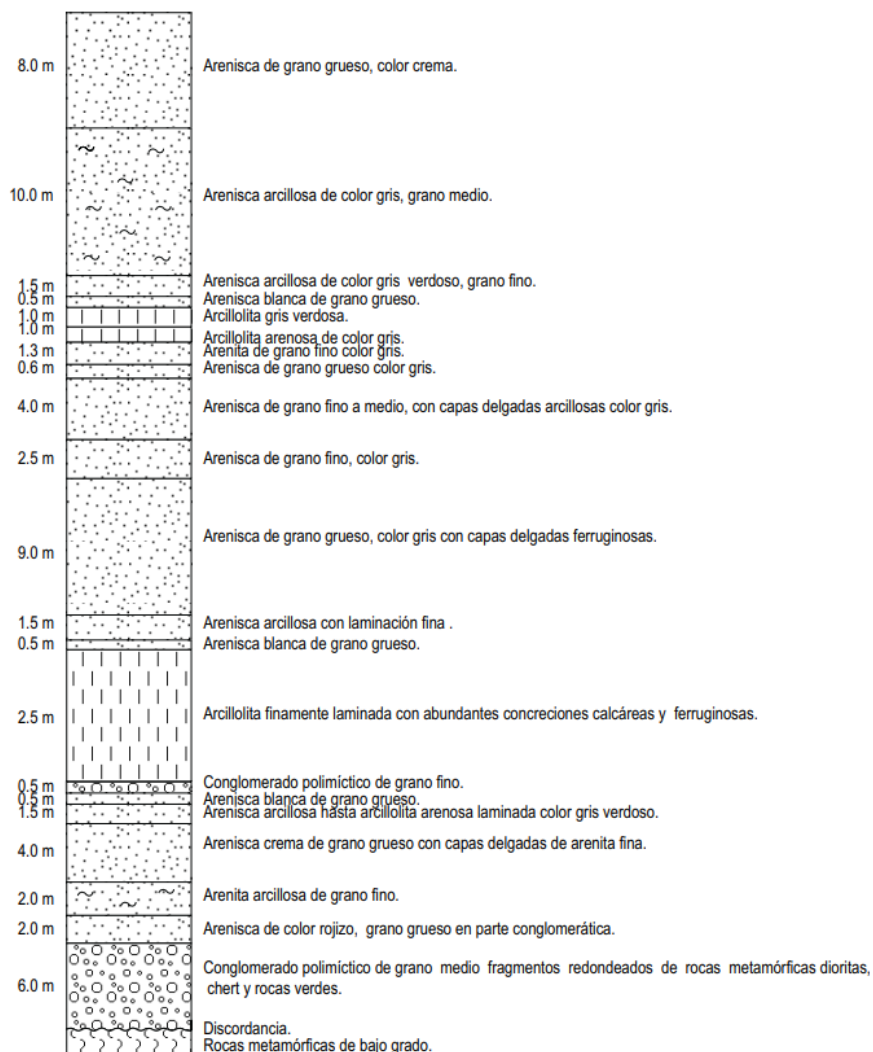 8.0 m Arenisca de grano grueso, color crema.
10.0 m Arenisca arcillosa de color gris, grano medio.
1.5 m Arenisca arcillosa de color gris verdoso, grano fino.
0.5 m Arenisca blanca de grano grueso.
1.0 m Arcillolita gris verdosa.
1.0 m Arcillolita arenosa de color gris.
1.3 m Arenita de grano fino color gris.
0.6 m Arenisca de grano grueso color gris.
4.0 m Arenisca de grano fino a medio, con capas delgadas arcillosas color gris.
2.5 m Arenisca de grano fino, color gris.
9.0 m Arenisca de grano grueso, color gris con capas delgadas ferruginosas.
1.5 m Arenisca arcillosa con laminación fina .
0.5 m Arenisca blanca de grano grueso.
2.5 m Arcillolita finamente laminada con abundantes concreciones calcáreas y ferruginosas.
0.5 m Conglomerado polimíctico de grano fino.
0.5 m Arenisca blanca de grano grueso.
1.5 m Arenisca arcillosa hasta arcillolita arenosa laminada color gris verdoso.
4.0 m Arenisca crema de grano grueso con capas delgadas de arenita fina.
2.0 m Arenita arcillosa de grano fino.
2.0 m Arenisca de color rojizo, grano grueso en parte conglomerática.
6.0 m Conglomerado polimíctico de grano medio fragmentos redondeados de rocas metamórficas dioritas,
chert y rocas verdes.
Discordancia.
Rocas metamórficas de bajo grado.